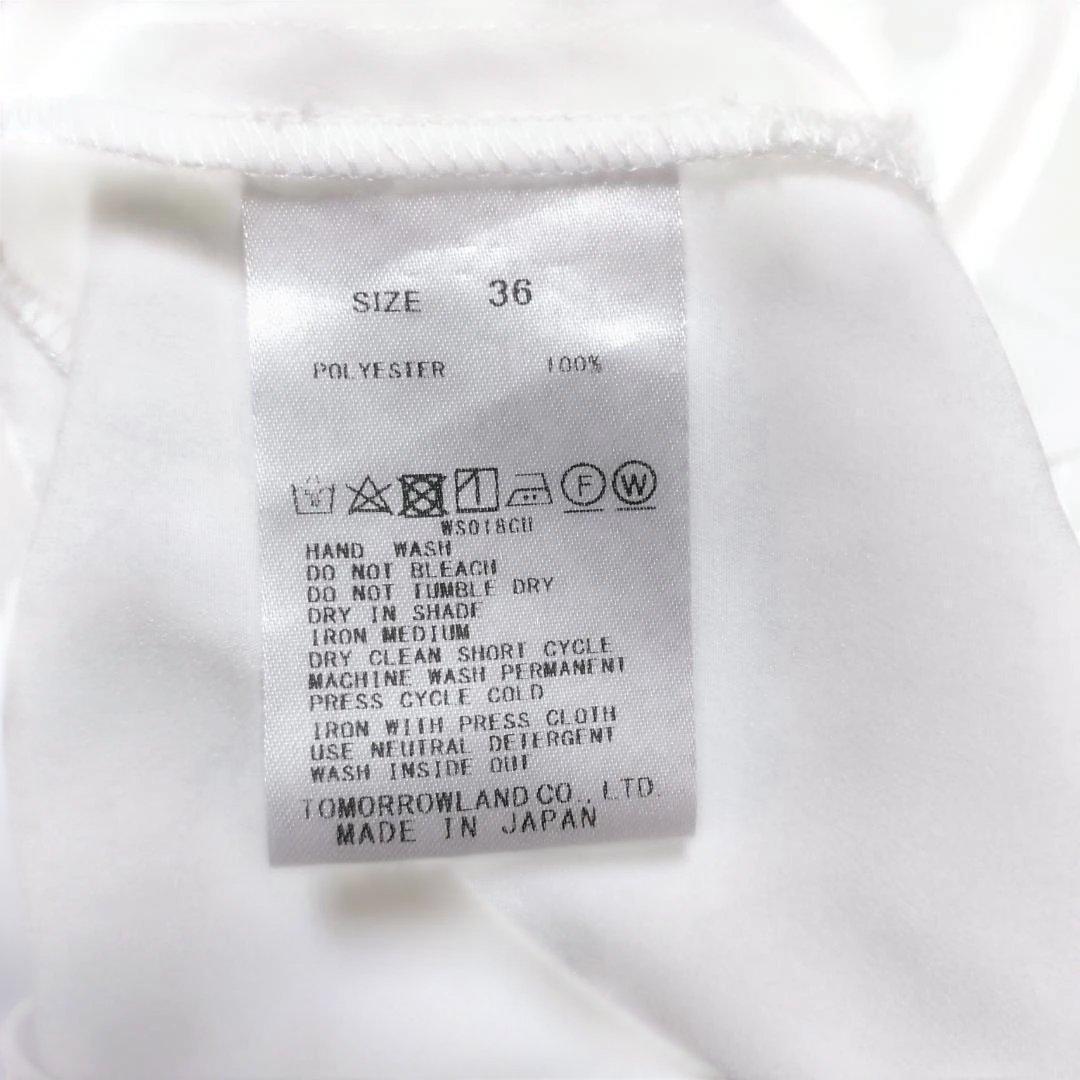 SIZE 36
POLYESTER 100%
F W
WS018CU
HAND WASH
DO NOT BLEACH
DO NOT TUMBLE DRY
DRY IN SHADE
IRON MEDIUM
DRY CLEAN SHORT CYCLE
MACHINE WASH PERMANENT
PRESS CYCLE COLD
IRON WITH PRESS CLOTH
USE NEUTRAL DETERGENT
WASH INSIDE OUT
TOMORROWLAND CO., LTD.
MADE IN JAPAN